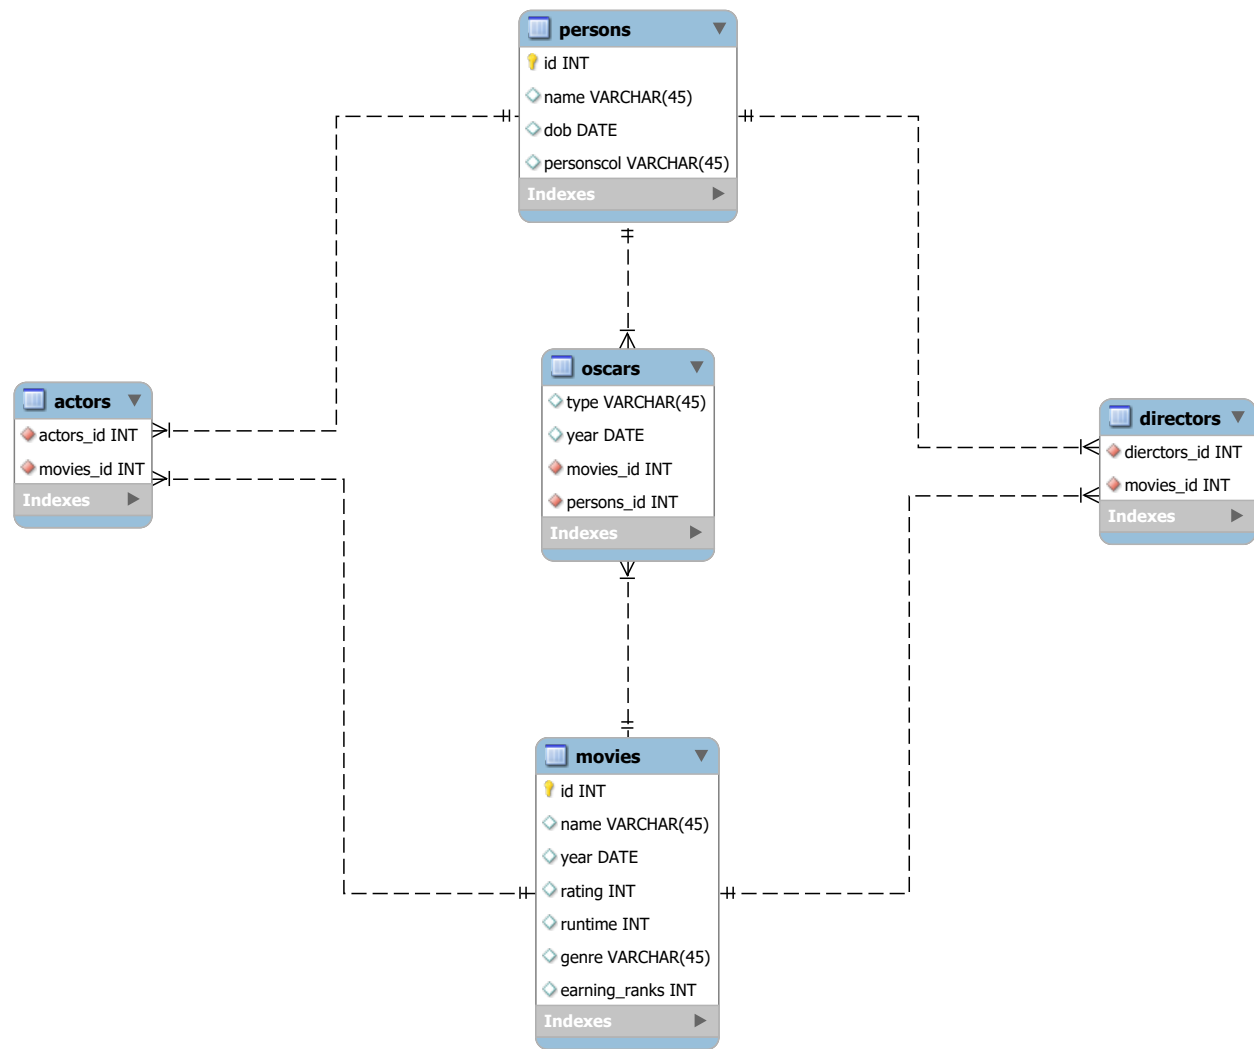 persons
id INT
name VARCHAR(45)
dob DATE
personscol VARCHAR(45)
Indexes
oscars
type VARCHAR(45)
year DATE
movies_id INT
persons_id INT
Indexes
actors
actors_id INT
movies_id INT
Indexes
directors
dierctors_id INT
movies_id INT
Indexes
movies
id INT
name VARCHAR(45)
year DATE
rating INT
runtime INT
genre VARCHAR(45)
earning_ranks INT
Indexes